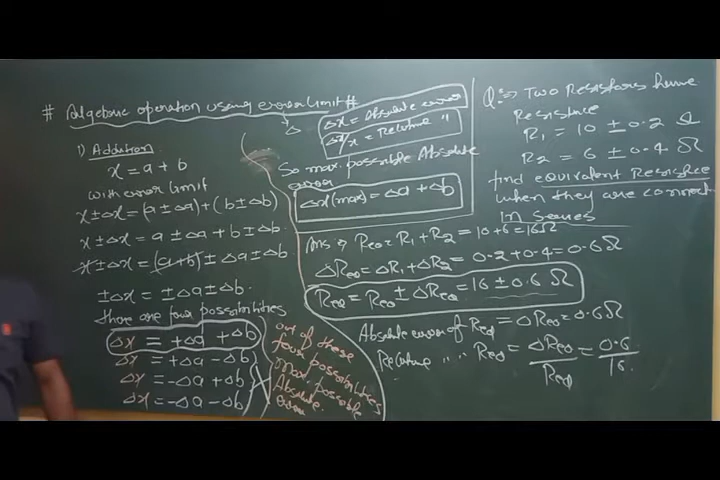 # Algebraic operation using error limit #
1) Addition
x = a + b
with error limit
x ± Δx = (a ± Δa) + (b ± Δb)
x ± Δx = a ± Δa + b ± Δb
x ± Δx = (a+b) ± Δa ± Δb
± Δx = ± Δa ± Δb.
there are four possibilities
Δx = +Δa + Δb
Δx = +Δa − Δb
Δx = −Δa + Δb
Δx = −Δa − Δb
out of these
four possibilities
max. possible
Absolute
error
Δ
Δx = Absolute error
Δx/x = Relative "
So max. possible Absolute
error
Δx (max) = Δa + Δb
Q:⇒ Two Resistors have
Resistance
R1 = 10 ± 0.2 Ω
R2 = 6 ± 0.4 Ω
find equivalent Resistance
when they are connect
In series
Ans ⇒ Req = R1 + R2 = 10 + 6 = 16Ω
ΔReq = ΔR1 + ΔR2 = 0.2 + 0.4 = 0.6 Ω
Req = Req ± ΔReq = 16 ± 0.6 Ω
Absolute error of Req = ΔReq = 0.6 Ω
Relative " " Req = ΔReq/Req = 0.6/16.